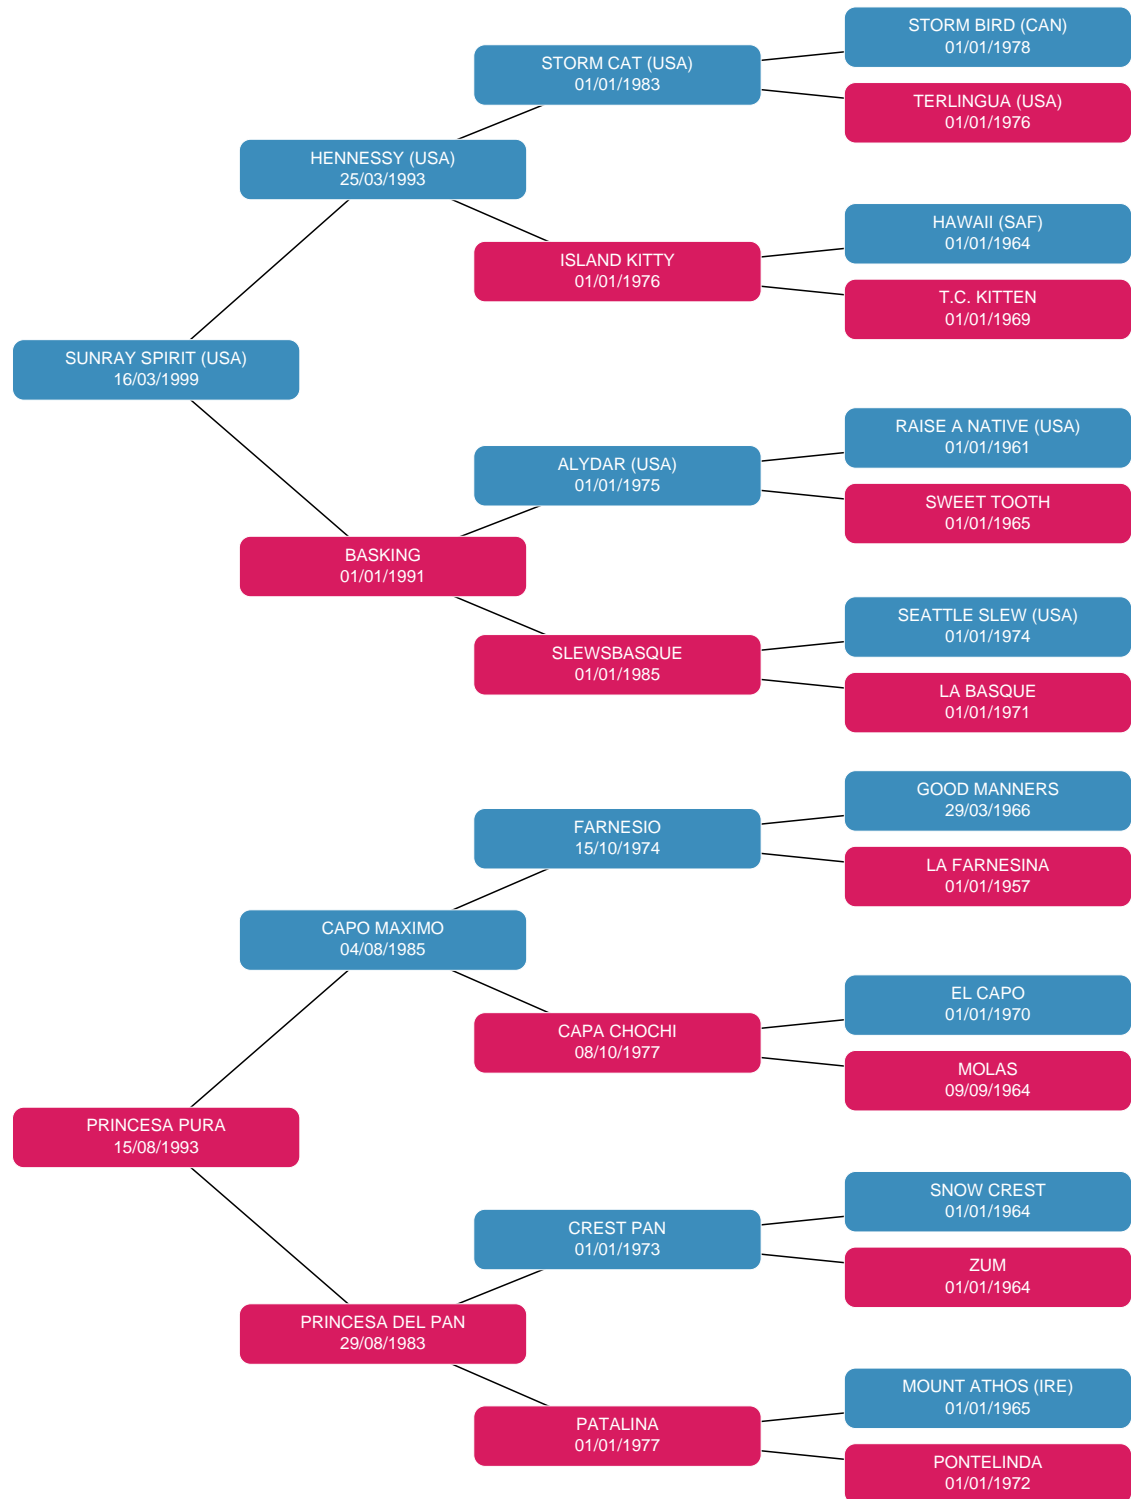 STORM BIRD (CAN)
01/01/1978
STORM CAT (USA)
01/01/1983
TERLINGUA (USA)
01/01/1976
HENNESSY (USA)
25/03/1993
HAWAII (SAF)
01/01/1964
ISLAND KITTY
01/01/1976
T.C. KITTEN
01/01/1969
SUNRAY SPIRIT (USA)
16/03/1999
RAISE A NATIVE (USA)
01/01/1961
ALYDAR (USA)
01/01/1975
SWEET TOOTH
01/01/1965
BASKING
01/01/1991
SEATTLE SLEW (USA)
01/01/1974
SLEWSBASQUE
01/01/1985
LA BASQUE
01/01/1971
GOOD MANNERS
29/03/1966
FARNESIO
15/10/1974
LA FARNESINA
01/01/1957
CAPO MAXIMO
04/08/1985
EL CAPO
01/01/1970
CAPA CHOCHI
08/10/1977
MOLAS
09/09/1964
PRINCESA PURA
15/08/1993
SNOW CREST
01/01/1964
CREST PAN
01/01/1973
ZUM
01/01/1964
PRINCESA DEL PAN
29/08/1983
MOUNT ATHOS (IRE)
01/01/1965
PATALINA
01/01/1977
PONTELINDA
01/01/1972